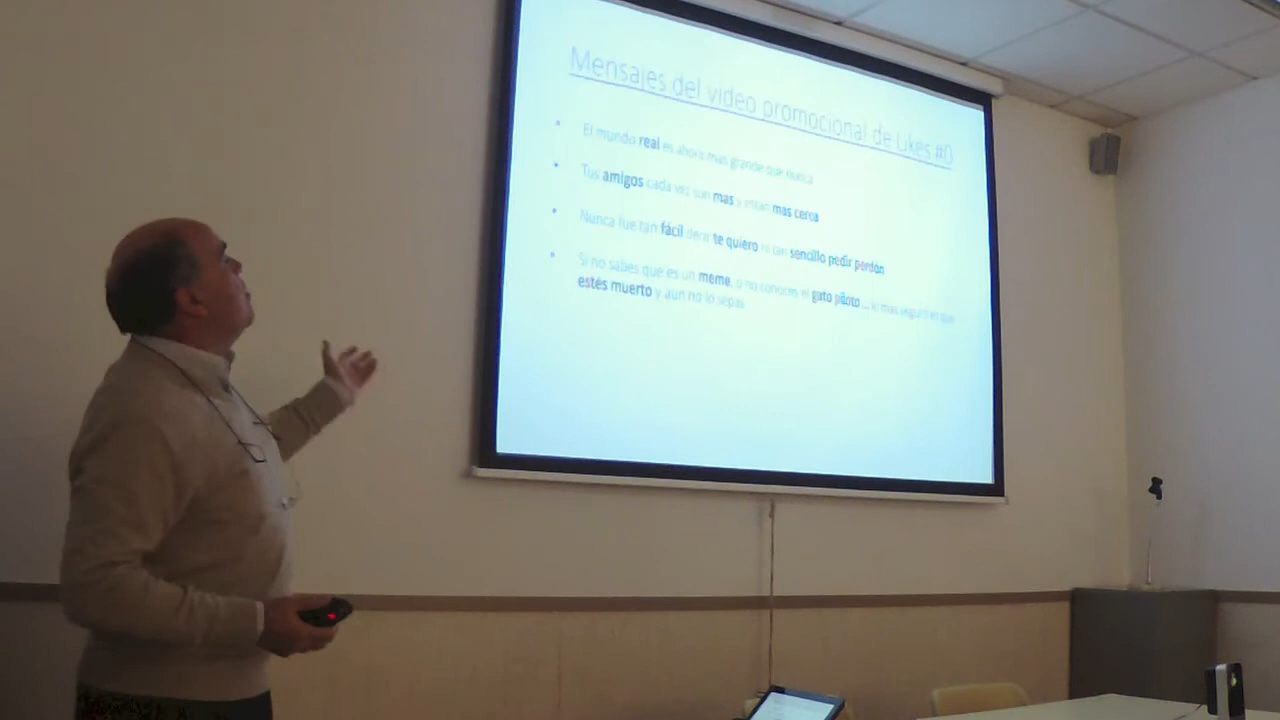 Mensajes del video promocional de Likes #0
El mundo real es ahora mas grande que nunca
Tus amigos cada vez son mas y estan mas cerca
Nunca fue tan fácil decir te quiero ni tan sencillo pedir perdon
Si no sabes que es un meme, o no conoces el gato piloto ... lo mas seguro es que
estés muerto y aun no lo sepas